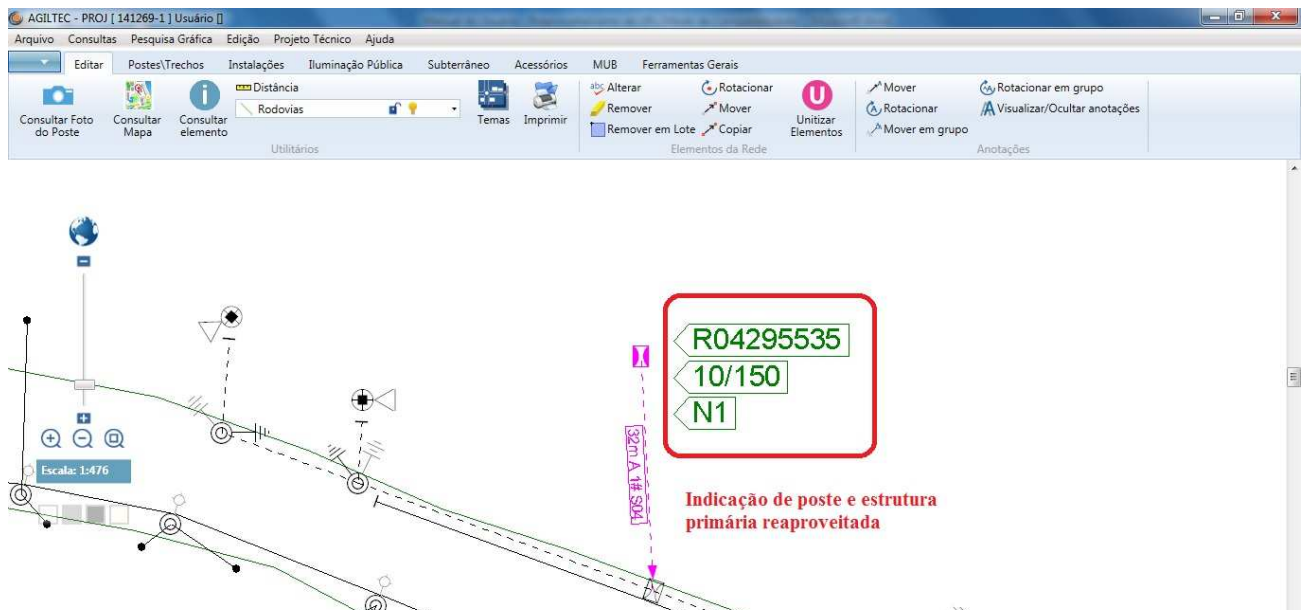 AGILTEC - PROJ [ 141269-1 ] Usuário []
Arquivo Consultas Pesquisa Gráfica Edição Projeto Técnico Ajuda
Editar Postes\Trechos Instalações Iluminação Pública Subterrâneo Acessórios MUB Ferramentas Gerais
Consultar Foto do Poste
Consultar Mapa
Consultar elemento
Distância
Rodovias
Temas
Imprimir
Utilitários
abc Alterar
Remover
Remover em Lote
Rotacionar
Mover
Copiar
U
Unitizar Elementos
Elementos da Rede
Mover
Rotacionar
Mover em grupo
Rotacionar em grupo
Visualizar/Ocultar anotações
Anotações
R04295535
10/150
N1
32m A 1# S04
Indicação de poste e estrutura
primária reaproveitada
Escala: 1:476